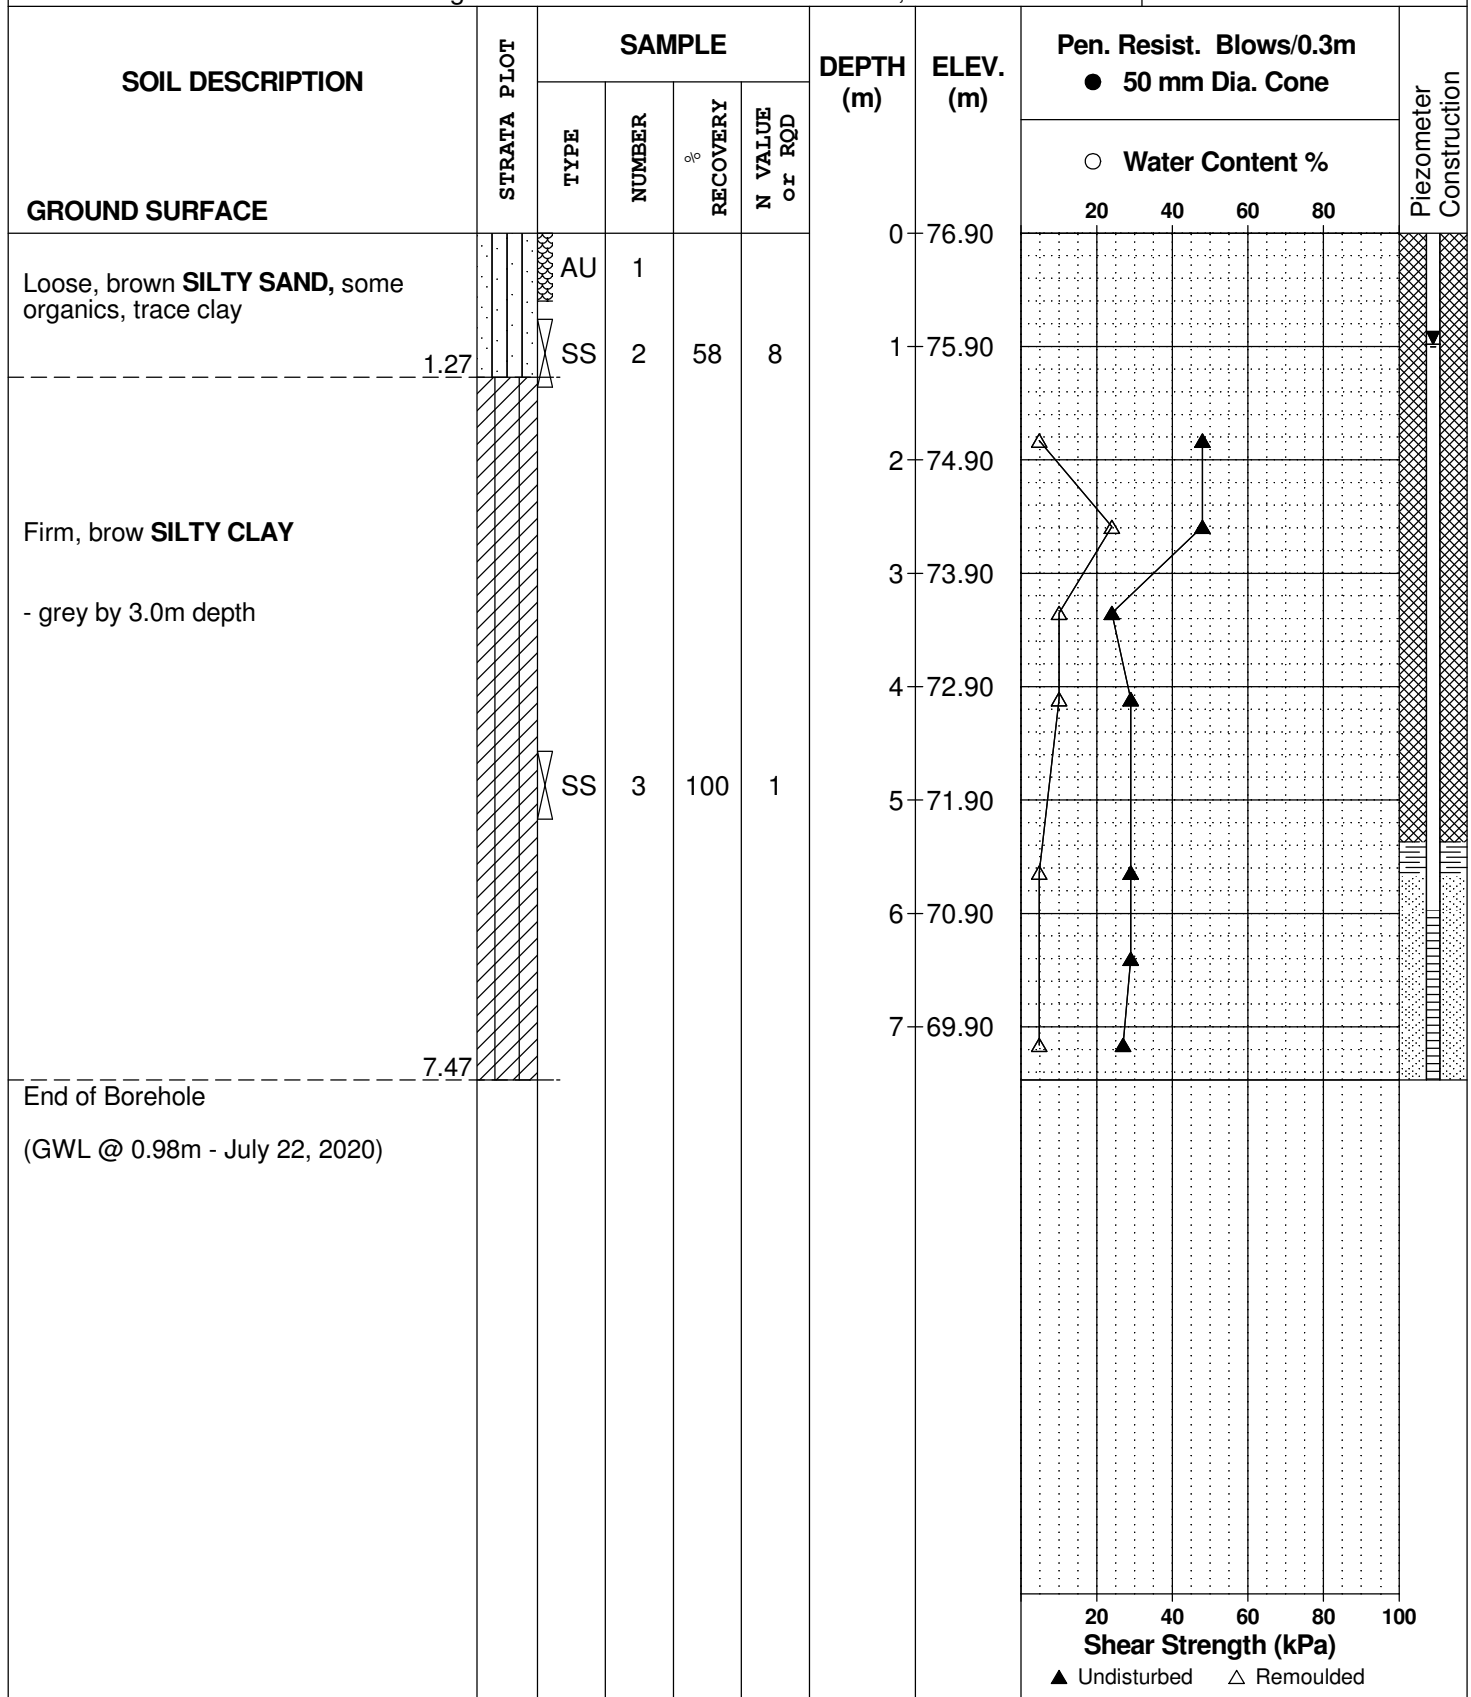 SOIL DESCRIPTION
GROUND SURFACE
STRATA PLOT
SAMPLE
TYPE
NUMBER
%
RECOVERY
N VALUE
or RQD
DEPTH
(m)
ELEV.
(m)
Pen. Resist. Blows/0.3m
● 50 mm Dia. Cone
○ Water Content %
20 40 60 80
Piezometer
Construction
0 76.90
Loose, brown SILTY SAND, some
organics, trace clay
AU 1
1.27
SS 2 58 8
1 75.90
2 74.90
Firm, brow SILTY CLAY
3 73.90
- grey by 3.0m depth
4 72.90
SS 3 100 1
5 71.90
6 70.90
7 69.90
7.47
End of Borehole
(GWL @ 0.98m - July 22, 2020)
20 40 60 80 100
Shear Strength (kPa)
▲ Undisturbed △ Remoulded